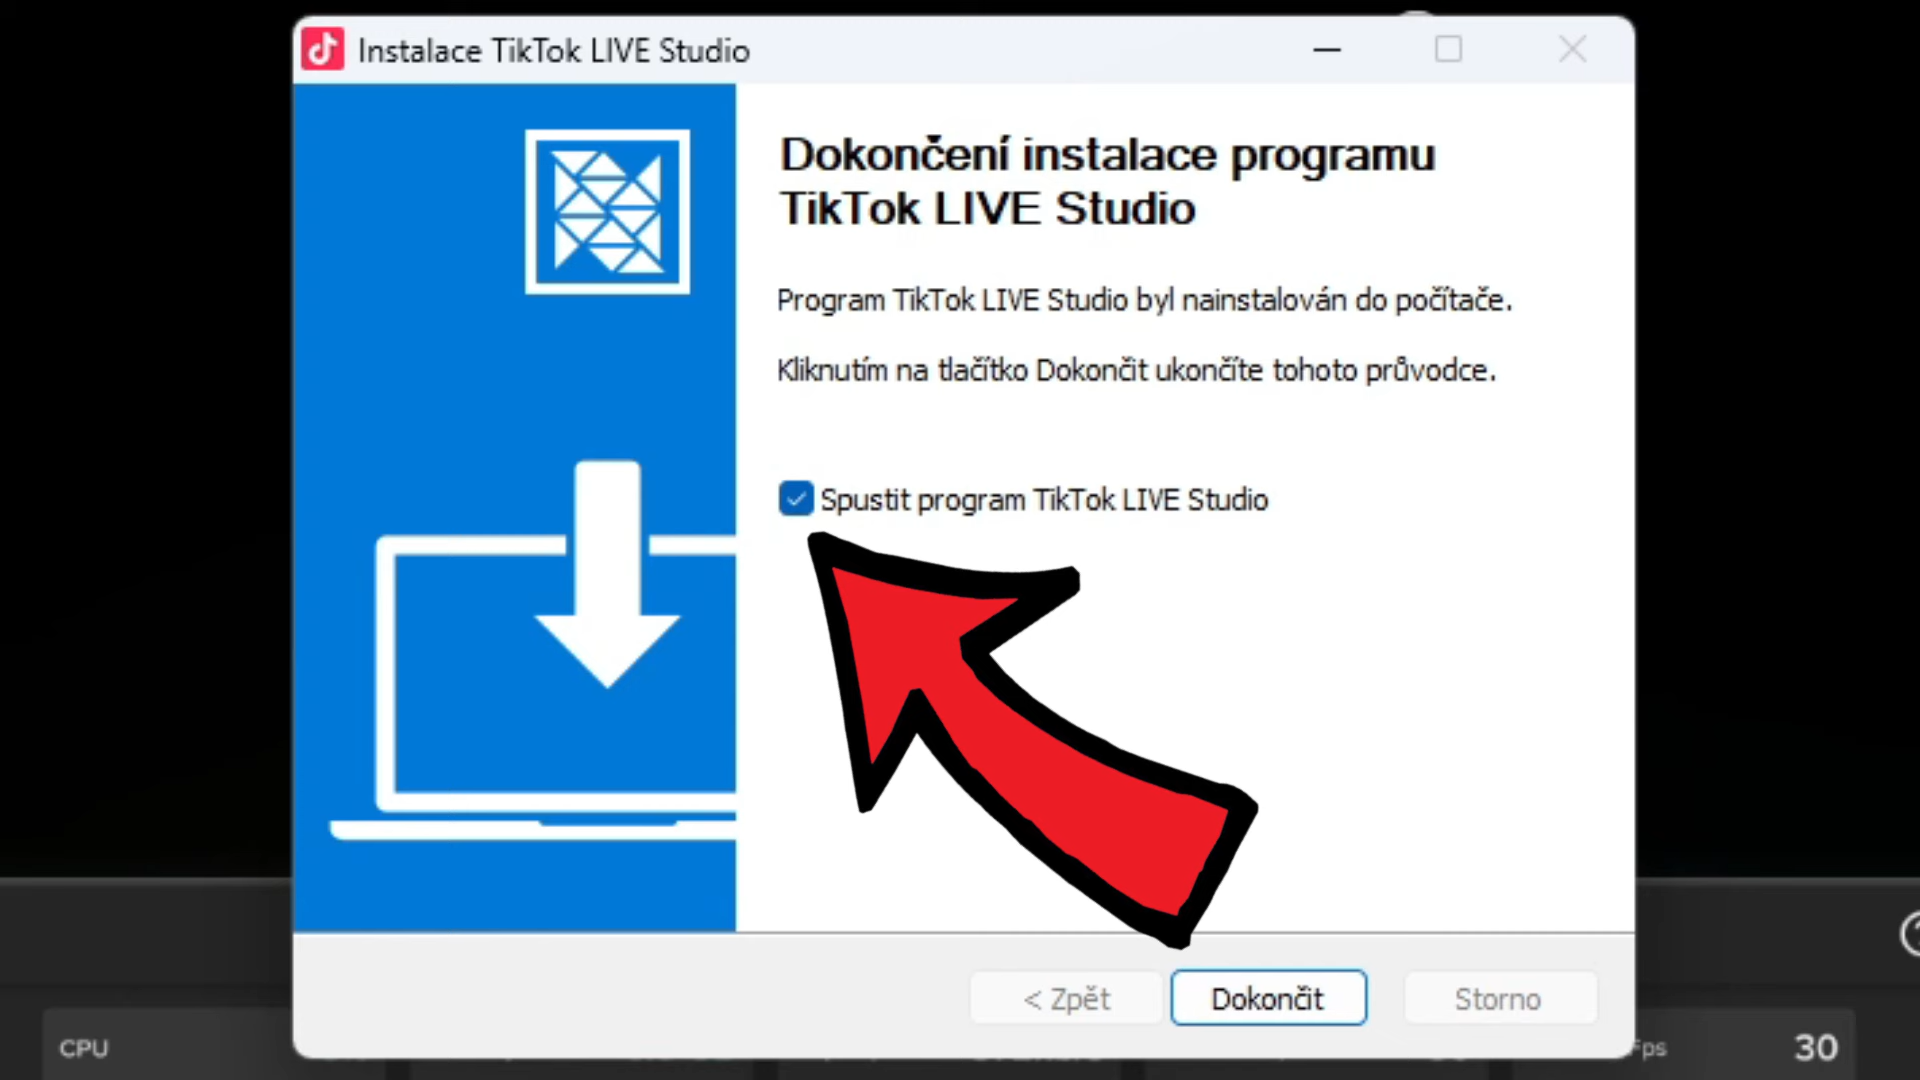 Instalace TikTok LIVE Studio
Dokončení instalace programu
TikTok LIVE Studio
Program TikTok LIVE Studio byl nainstalován do počítače.
Kliknutím na tlačítko Dokončit ukončíte tohoto průvodce.
Spustit program TikTok LIVE Studio
< Zpět
Dokončit
Storno
CPU
Fps
30